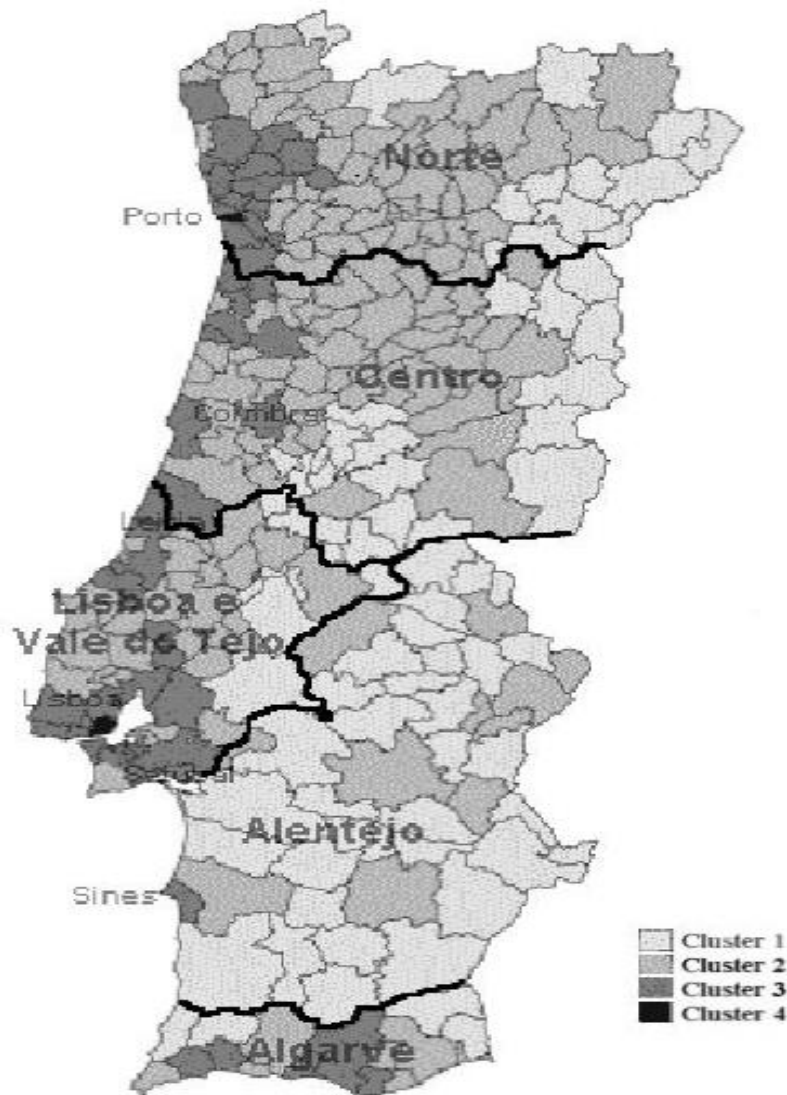 Norte
Porto
Centro
Coimbra
Leiria
Lisboa e
Vale do Tejo
Lisboa
Setúbal
Alentejo
Sines
Cluster 1
Cluster 2
Cluster 3
Cluster 4
Algarve